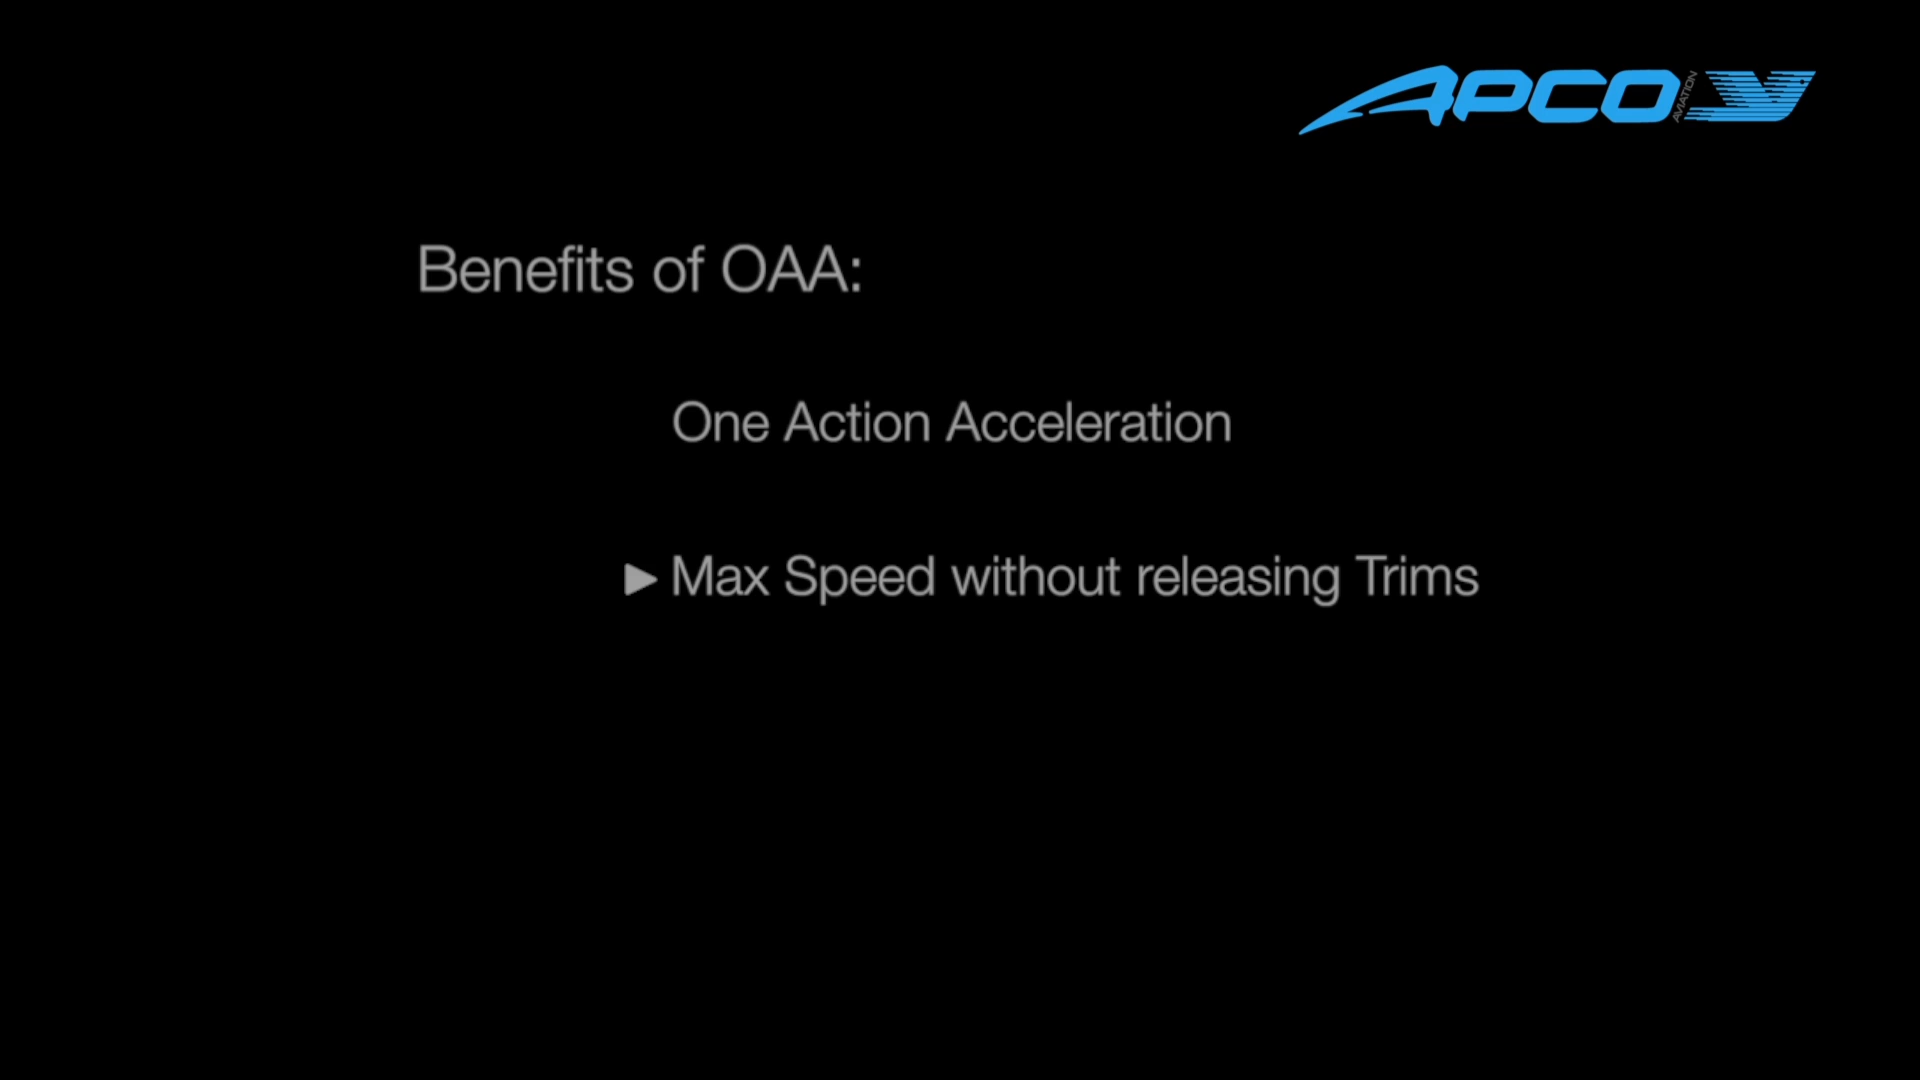 APCO
AVIATION
Benefits of OAA:
One Action Acceleration
▶ Max Speed without releasing Trims